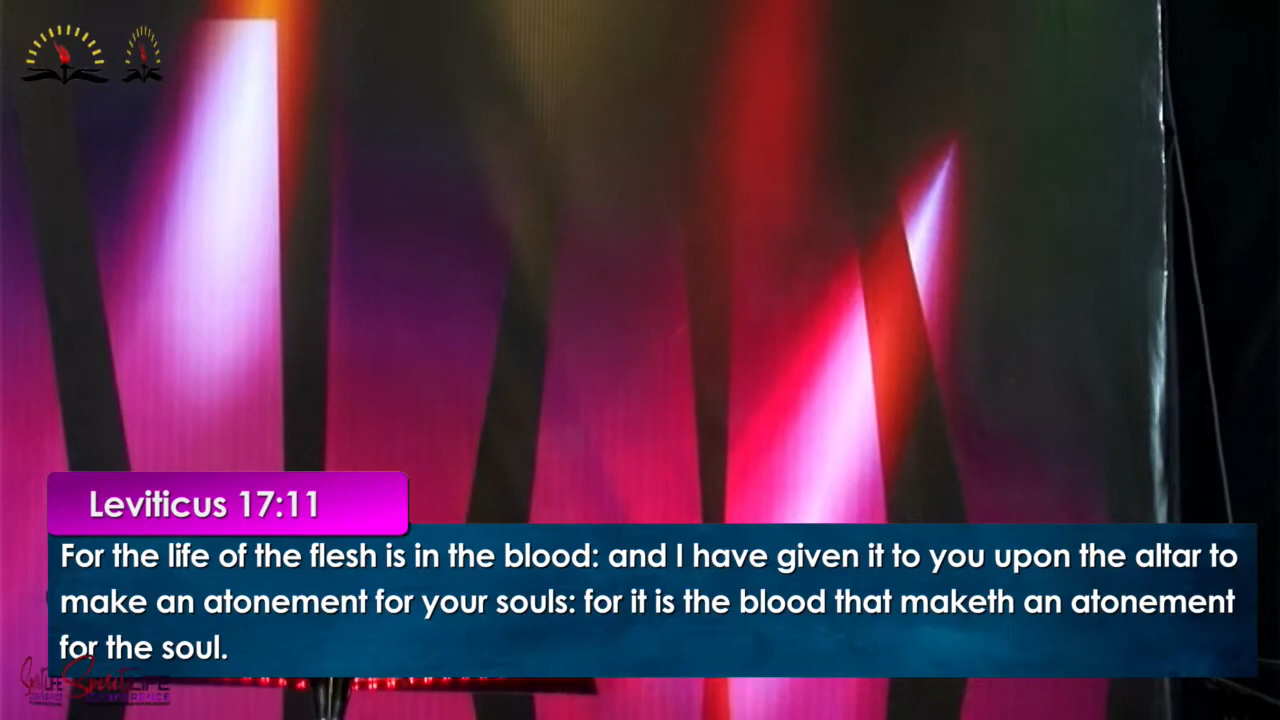 Leviticus 17:11
For the life of the flesh is in the blood: and I have given it to you upon the altar to
make an atonement for your souls: for it is the blood that maketh an atonement
for the soul.